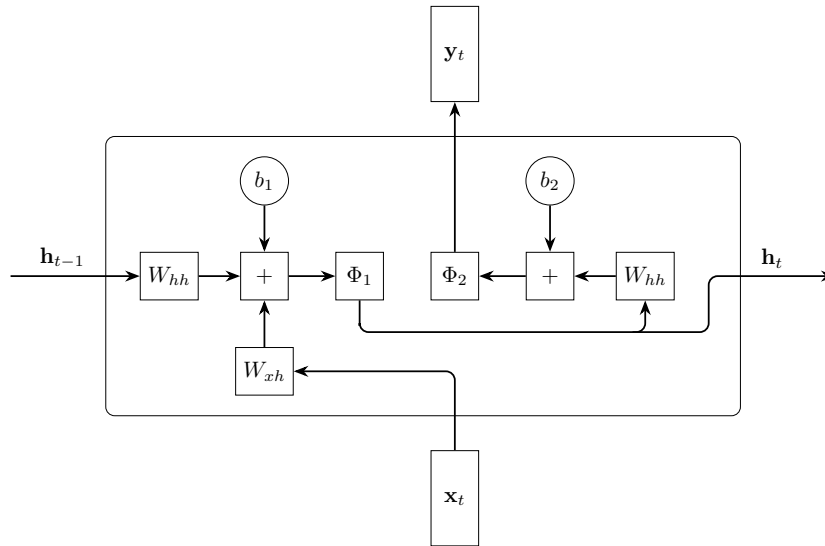 y_t
b_1
b_2
h_{t-1}
h_t
W_{hh}
+
Φ_1
Φ_2
+
W_{hh}
W_{xh}
x_t